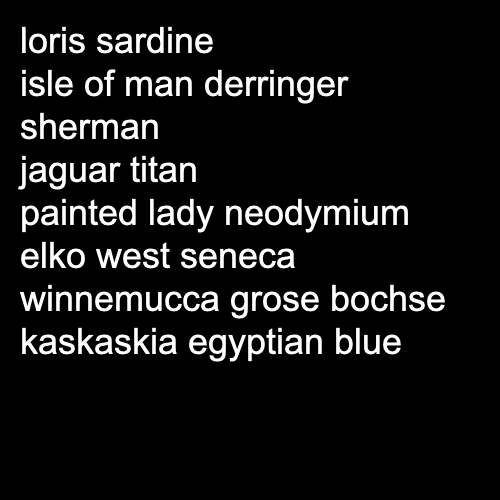 loris sardine
isle of man derringer
sherman
jaguar titan
painted lady neodymium
elko west seneca
winnemucca grose bochse
kaskaskia egyptian blue